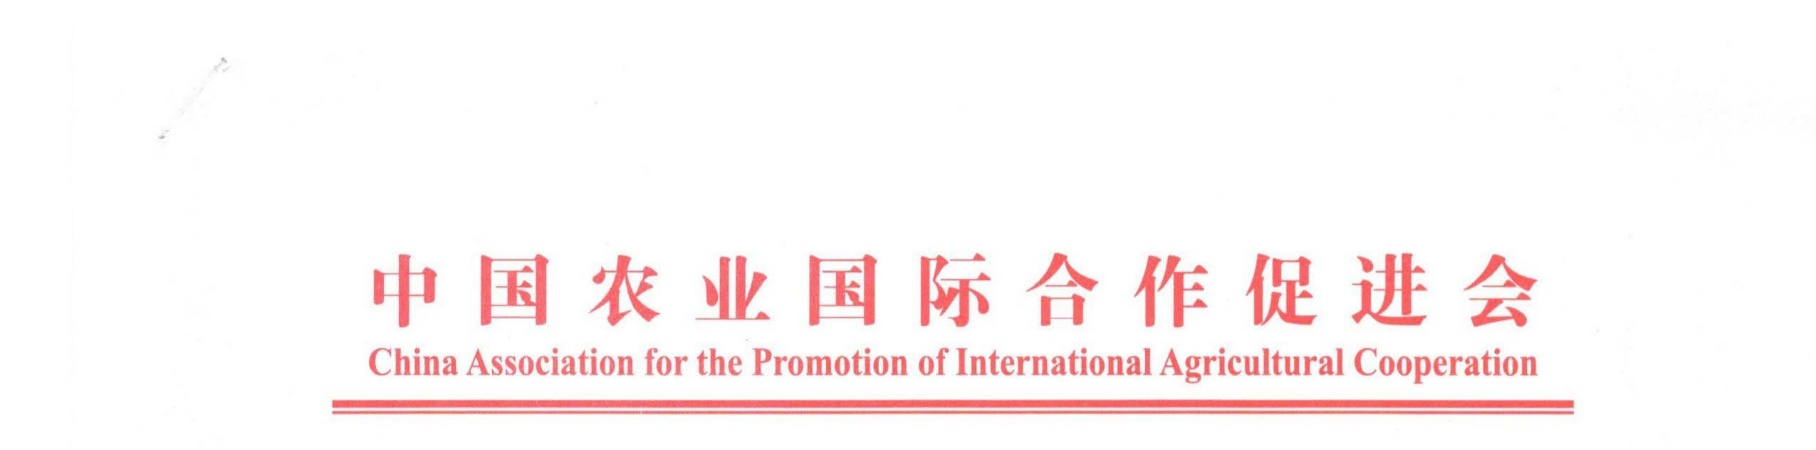 中国农业国际合作促进会
China Association for the Promotion of International Agricultural Cooperation